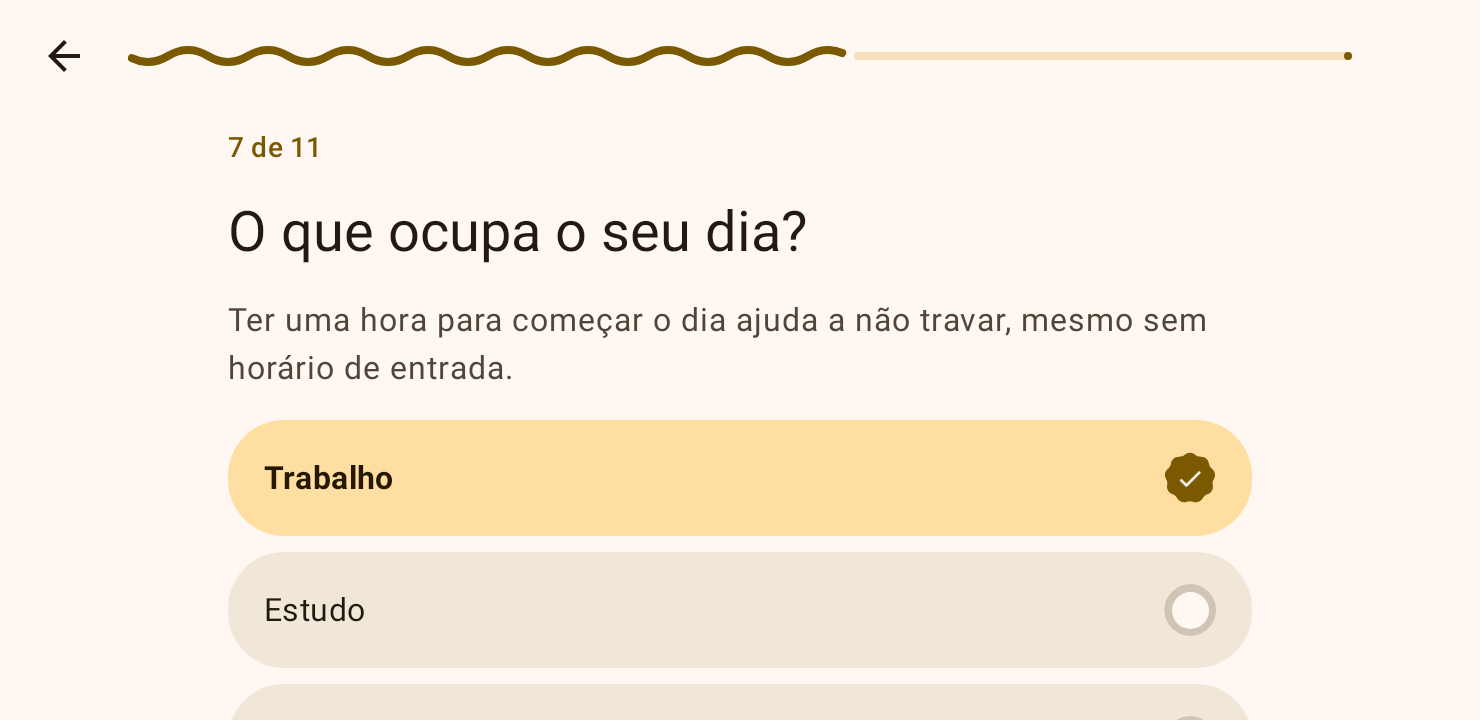 7 de 11
O que ocupa o seu dia?
Ter uma hora para começar o dia ajuda a não travar, mesmo sem
horário de entrada.
Trabalho
Estudo